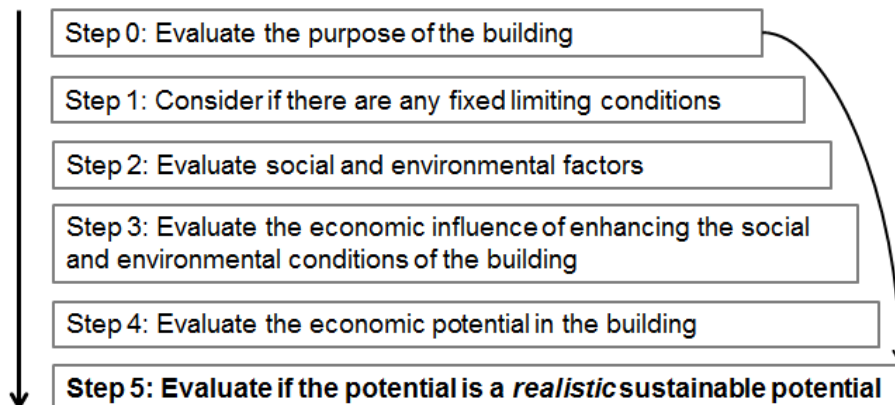 Step 0: Evaluate the purpose of the building
Step 1: Consider if there are any fixed limiting conditions
Step 2: Evaluate social and environmental factors
Step 3: Evaluate the economic influence of enhancing the social
and environmental conditions of the building
Step 4: Evaluate the economic potential in the building
Step 5: Evaluate if the potential is a realistic sustainable potential